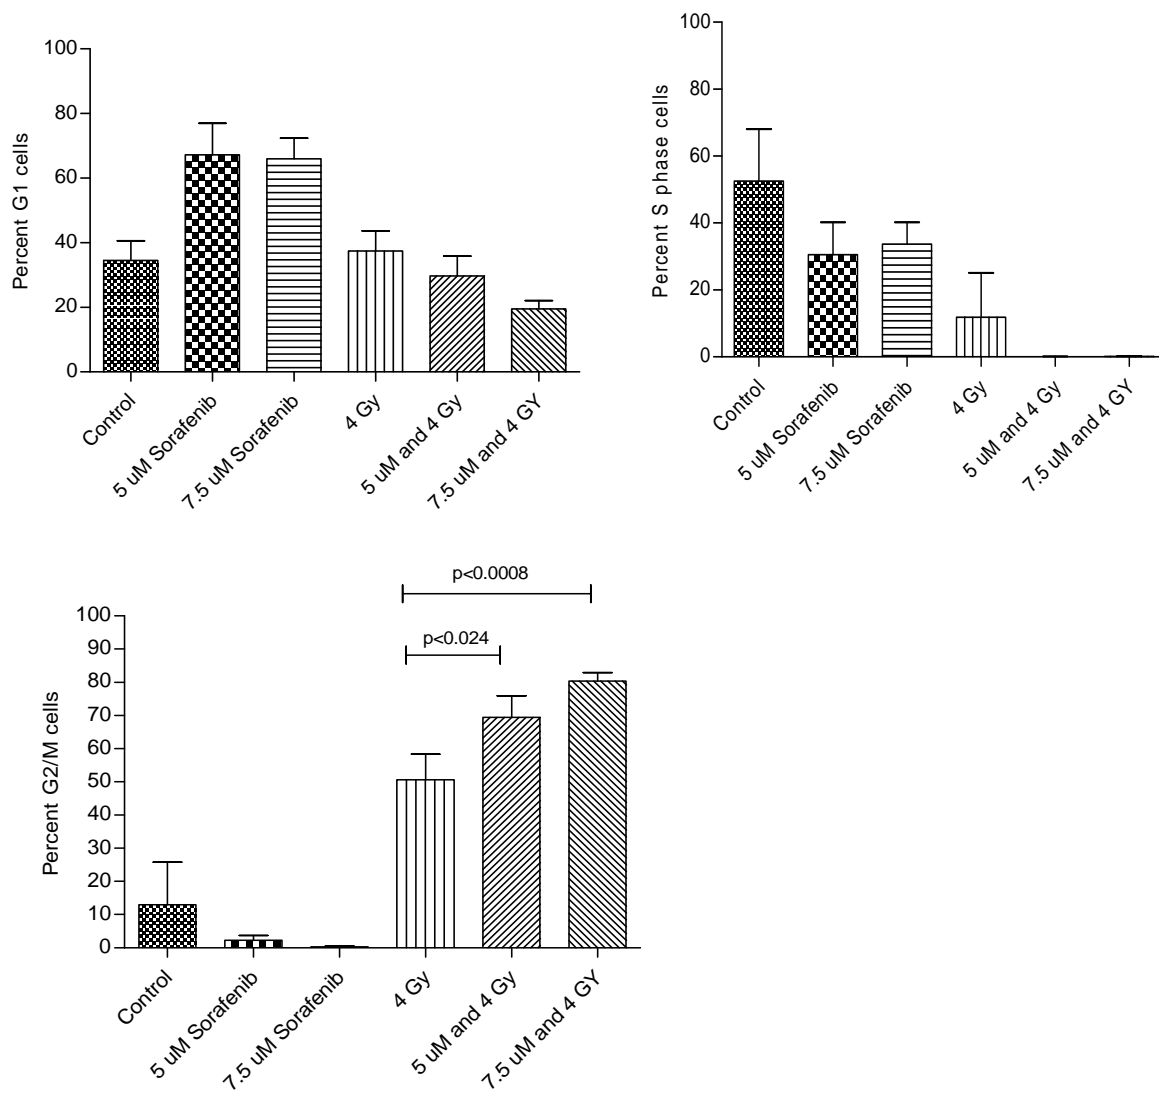 Percent G1 cells
100
80
60
40
20
0
Control
5 uM Sorafenib
7.5 uM Sorafenib
4 Gy
5 uM and 4 Gy
7.5 uM and 4 GY
Percent S phase cells
100
80
60
40
20
0
Control
5 uM Sorafenib
7.5 uM Sorafenib
4 Gy
5 uM and 4 Gy
7.5 uM and 4 GY
p<0.0008
p<0.024
Percent G2/M cells
100
90
80
70
60
50
40
30
20
10
0
Control
5 uM Sorafenib
7.5 uM Sorafenib
4 Gy
5 uM and 4 Gy
7.5 uM and 4 GY